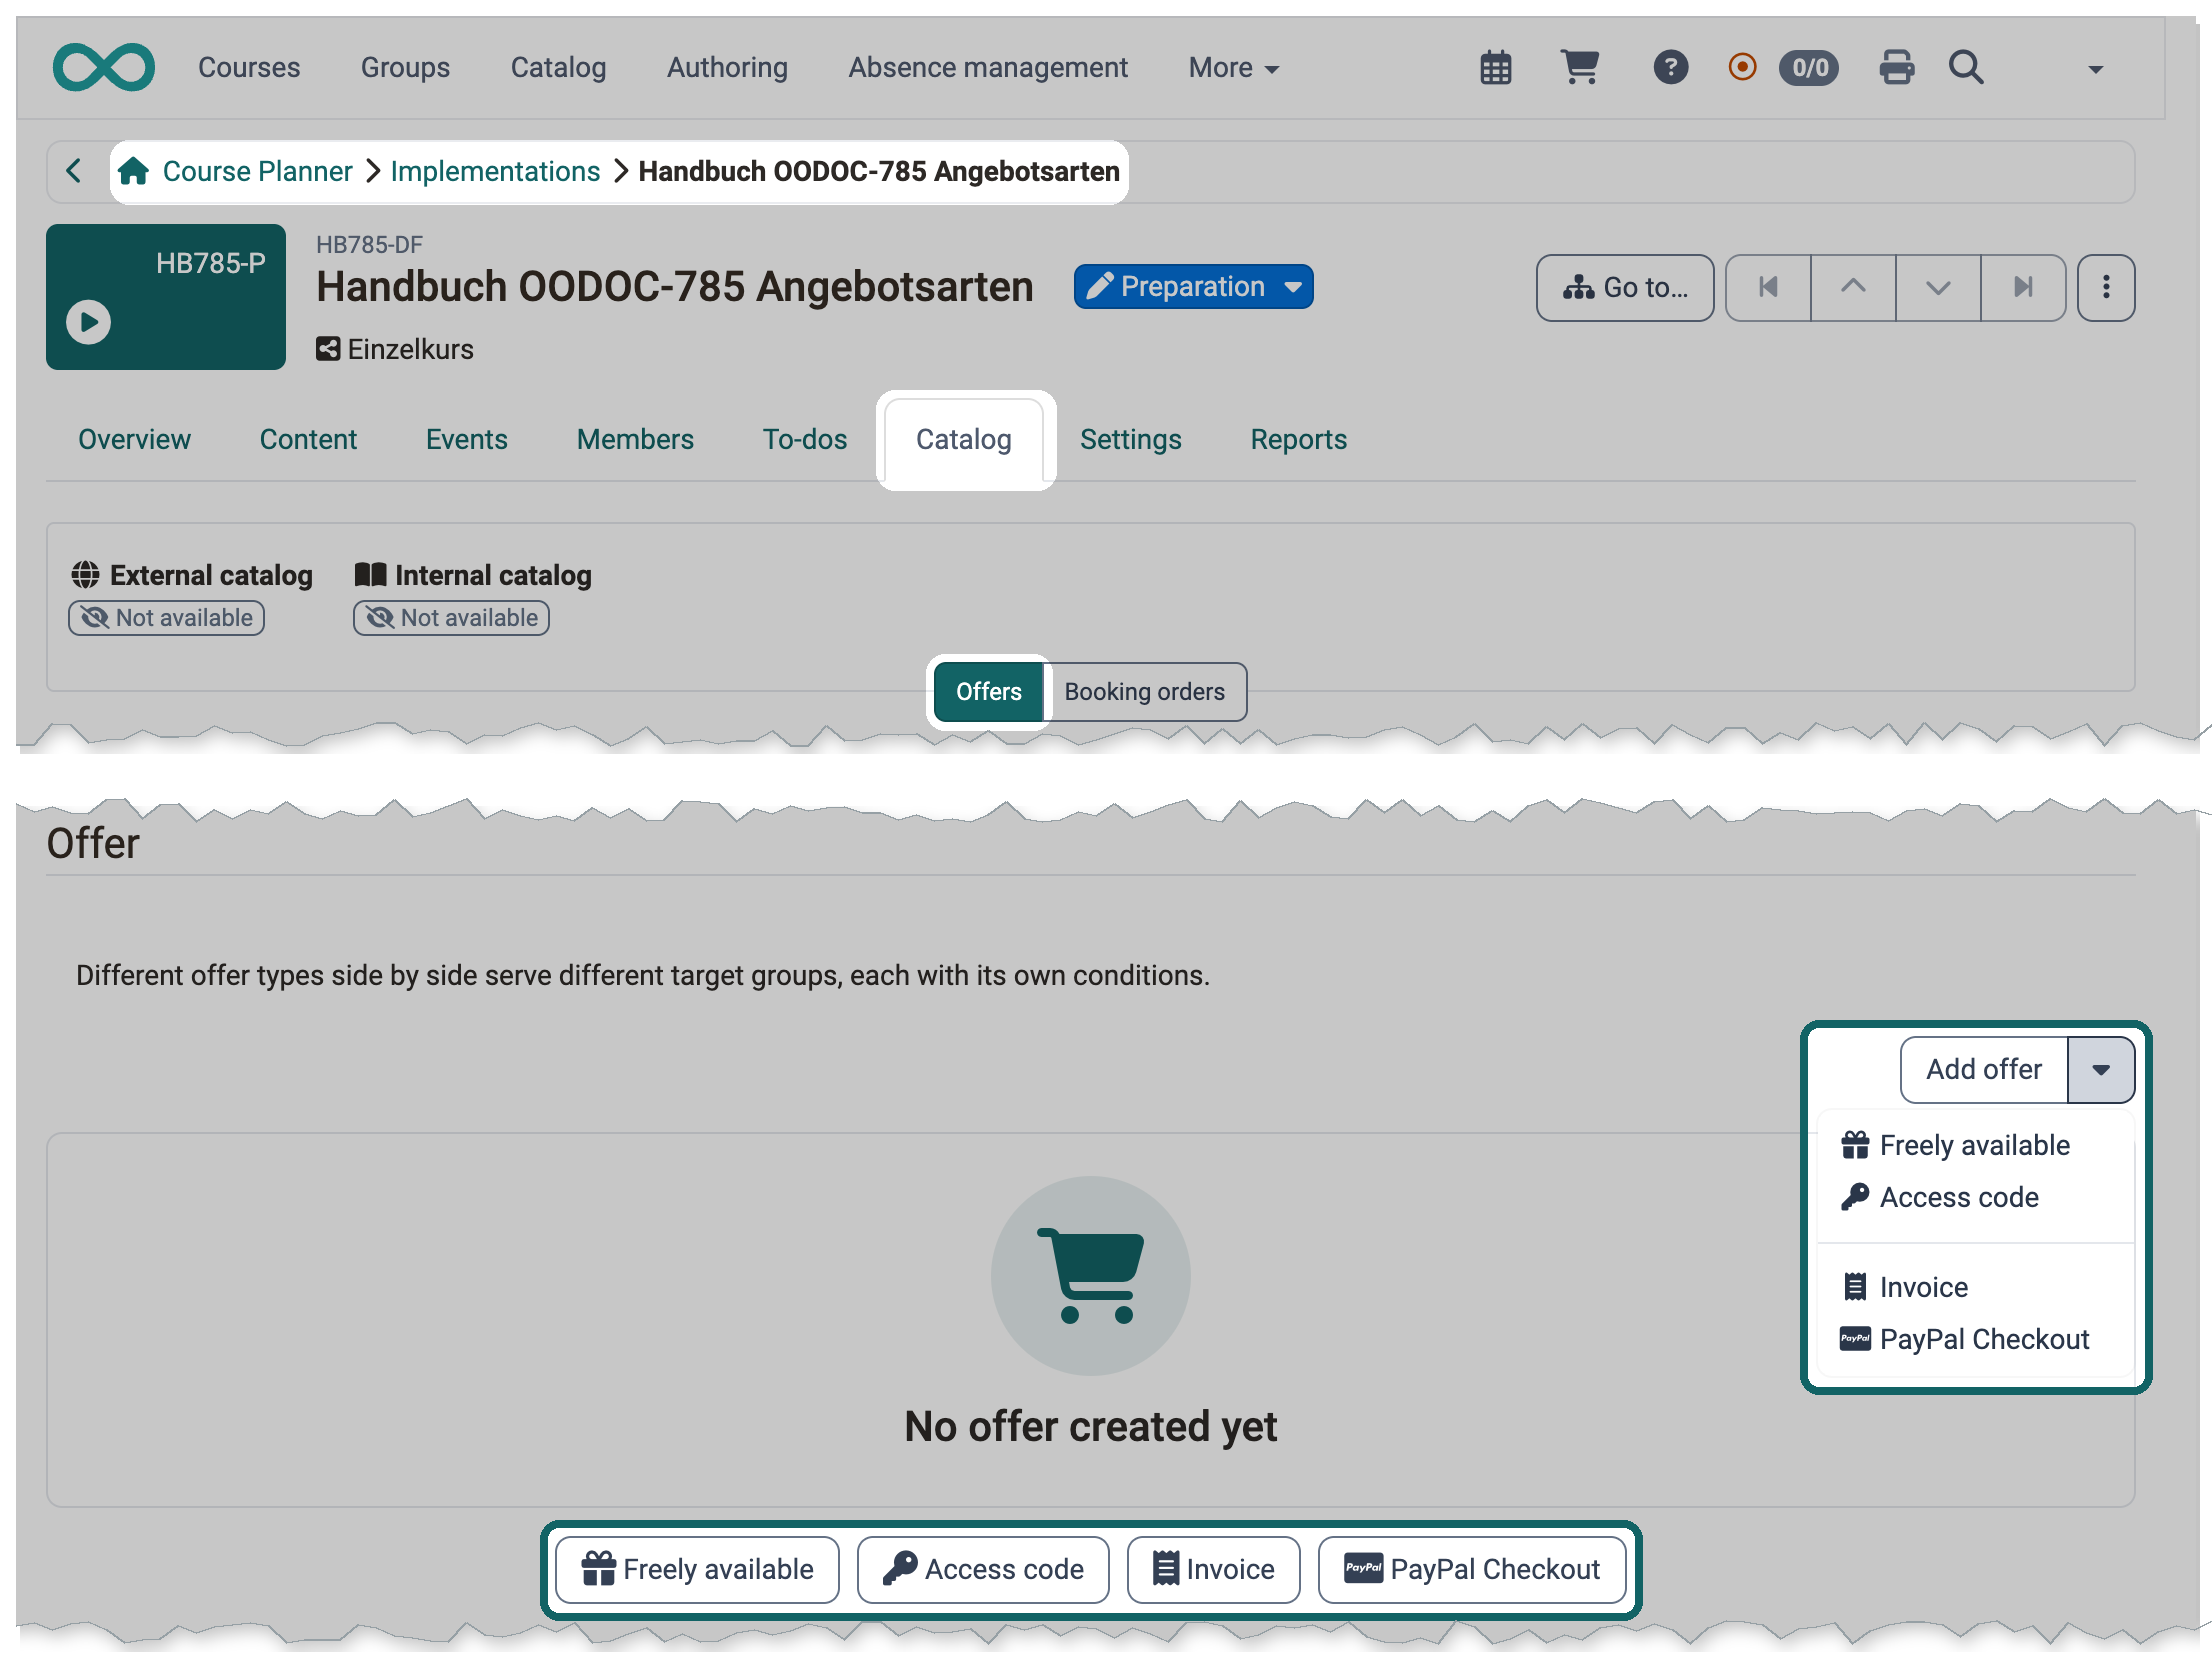 Courses Groups Catalog Authoring Absence management More 0/0
Course Planner Implementations Handbuch OODOC-785 Angebotsarten
HB785-P
HB785-DF
Handbuch OODOC-785 Angebotsarten Preparation Go to...
Einzelkurs
Overview Content Events Members To-dos Catalog Settings Reports
External catalog Internal catalog
Not available Not available
Offers Booking orders
Offer
Different offer types side by side serve different target groups, each with its own conditions.
Add offer
Freely available
Access code
Invoice
PayPal PayPal Checkout
No offer created yet
Freely available Access code Invoice PayPal PayPal Checkout